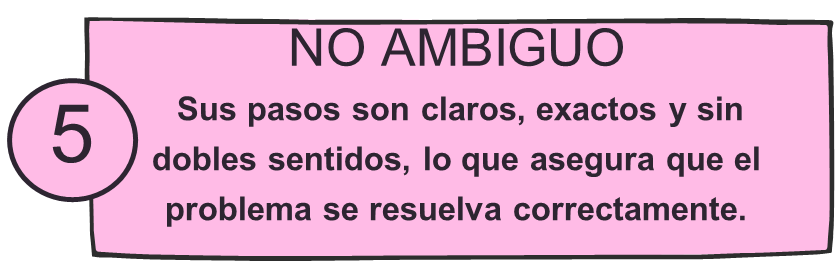 NO AMBIGUO
5
Sus pasos son claros, exactos y sin
dobles sentidos, lo que asegura que el
problema se resuelva correctamente.